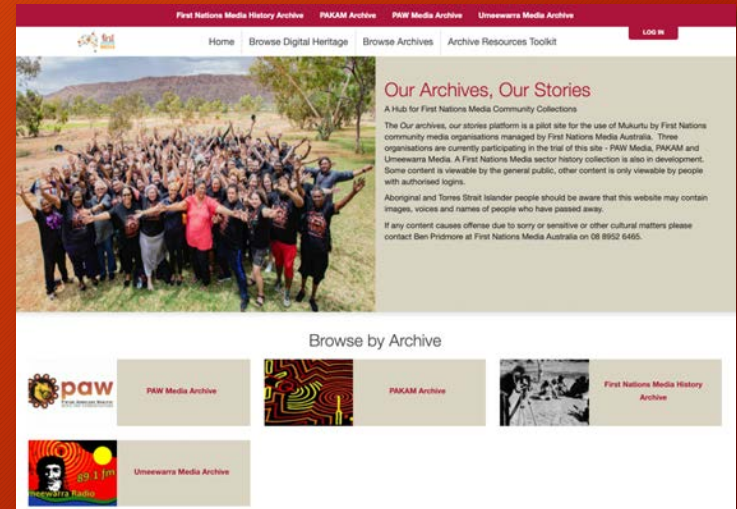 First Nations Media History Archive PAKAM Archive PAW Media Archive Umeewarra Media Archive
LOG IN
Home Browse Digital Heritage Browse Archives Archive Resources Toolkit
Our Archives, Our Stories
A Hub for First Nations Media Community Collections
The Our archives, our stories platform is a pilot site for the use of Mukurtu by First Nations
community media organisations managed by First Nations Media Australia. Three
organisations are currently participating in the trial of this site - PAW Media, PAKAM and
Umeewarra Media. A First Nations Media sector history collection is also in development.
Some content is viewable by the general public, other content is only viewable by people
with authorised logins.
Aboriginal and Torres Strait Islander people should be aware that this website may contain
images, voices and names of people who have passed away.
If any content causes offense due to sorry or sensitive or other cultural matters please
contact Ben Pridmore at First Nations Media Australia on 08 8952 6465.
Browse by Archive
paw
PAW Media Archive
PAKAM Archive
First Nations Media History
Archive
89.1 fm
meewarra Radio
Umeewarra Media Archive